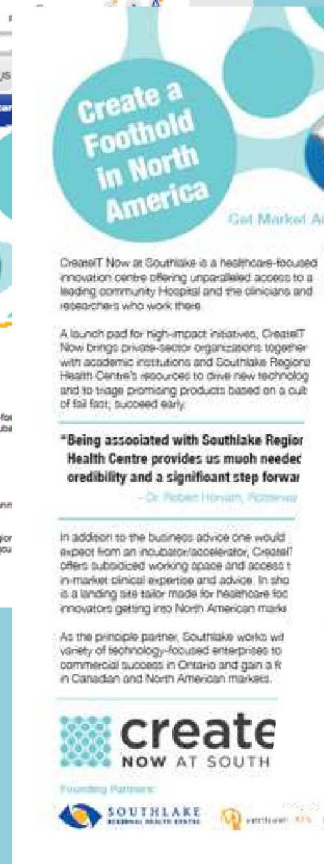 Create a
Foothold
in North
America
Get Market
CreateIT Now at Southlake is a healthcare-focused
innovation centre offering unparalleled access to a
leading community Hospital and the clinicians and
researchers who work there.
A launch pad for high-impact initiatives, CreateIT
Now brings private-sector organizations together
with academic institutions and Southlake Regiona
Health Centre's resources to drive new technolog
and to triage promising products based on a cult
of fail fast; succeed early.
"Being associated with Southlake Region
Health Centre provides us much needed
credibility and a significant step forwar
– Dr. Robert
In addition to the business advice one would
expect from an incubator/accelerator, CreateIT
offers subsidized working space and access t
in-market clinical expertise and advice. In sho
is a landing site tailor made for healthcare foc
innovators getting into North American marke
As the principle partner, Southlake works wit
variety of technology-focused enterprises to
commercial success in Ontario and gain a f
in Canadian and North American markets.
create
NOW AT SOUTH
Founding Partners:
SOUTHLAKE
REGIONAL HEALTH CENTRE
venture